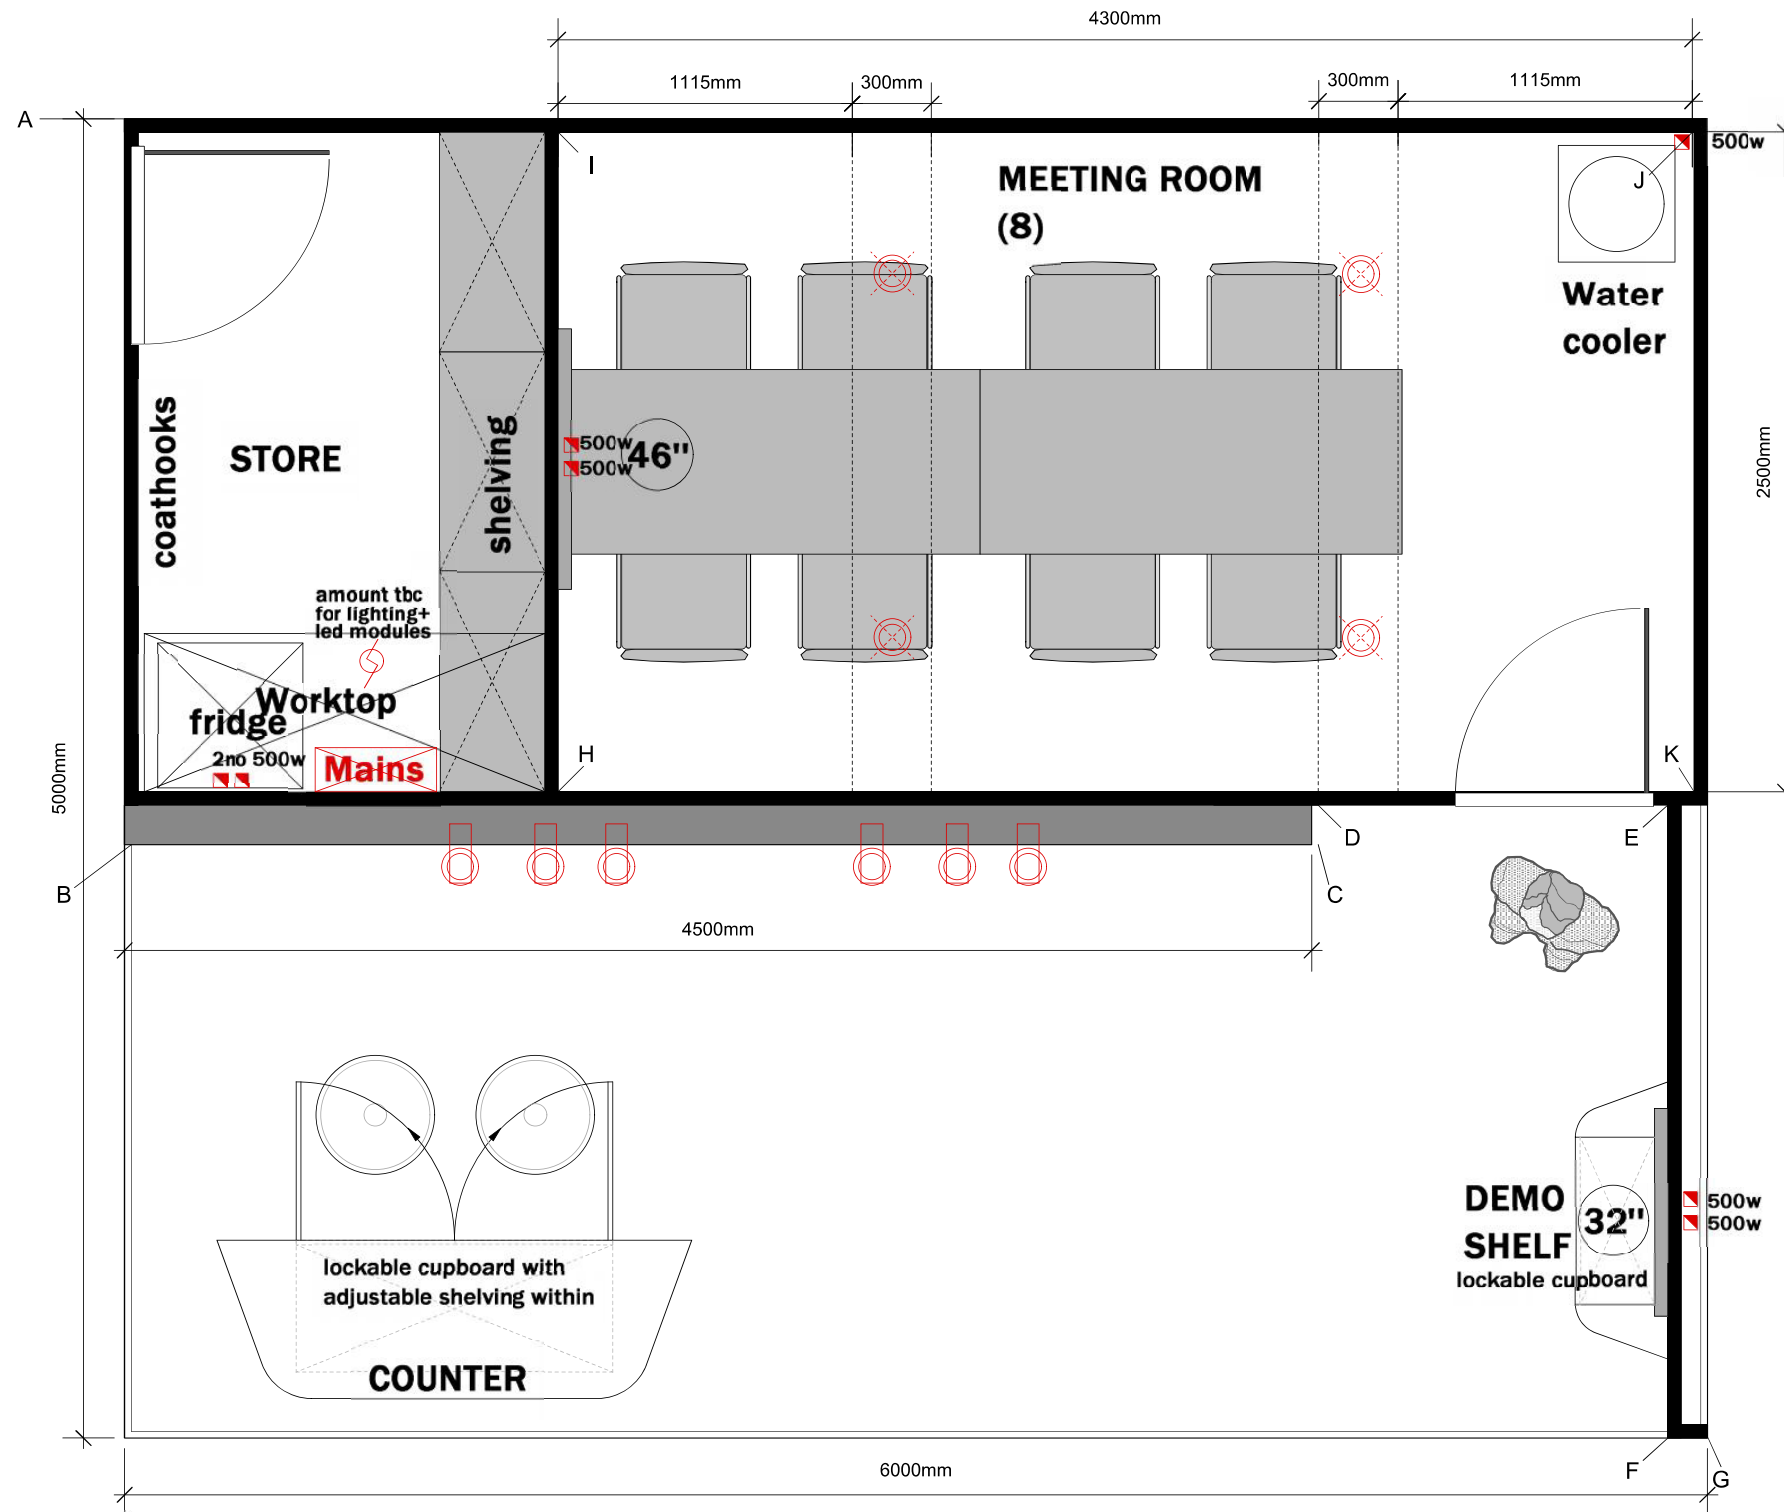 4300mm
1115mm
300mm
300mm
1115mm
A
I
MEETING ROOM
(8)
J
500w
Water
cooler
coathooks
STORE
shelving
500w
500w
46"
2500mm
amount tbc
for lighting+
led modules
Worktop
fridge
2no 500w
Mains
H
K
5000mm
D
E
B
C
4500mm
DEMO
SHELF
32"
lockable cupboard
500w
500w
lockable cupboard with
adjustable shelving within
COUNTER
6000mm
F
G